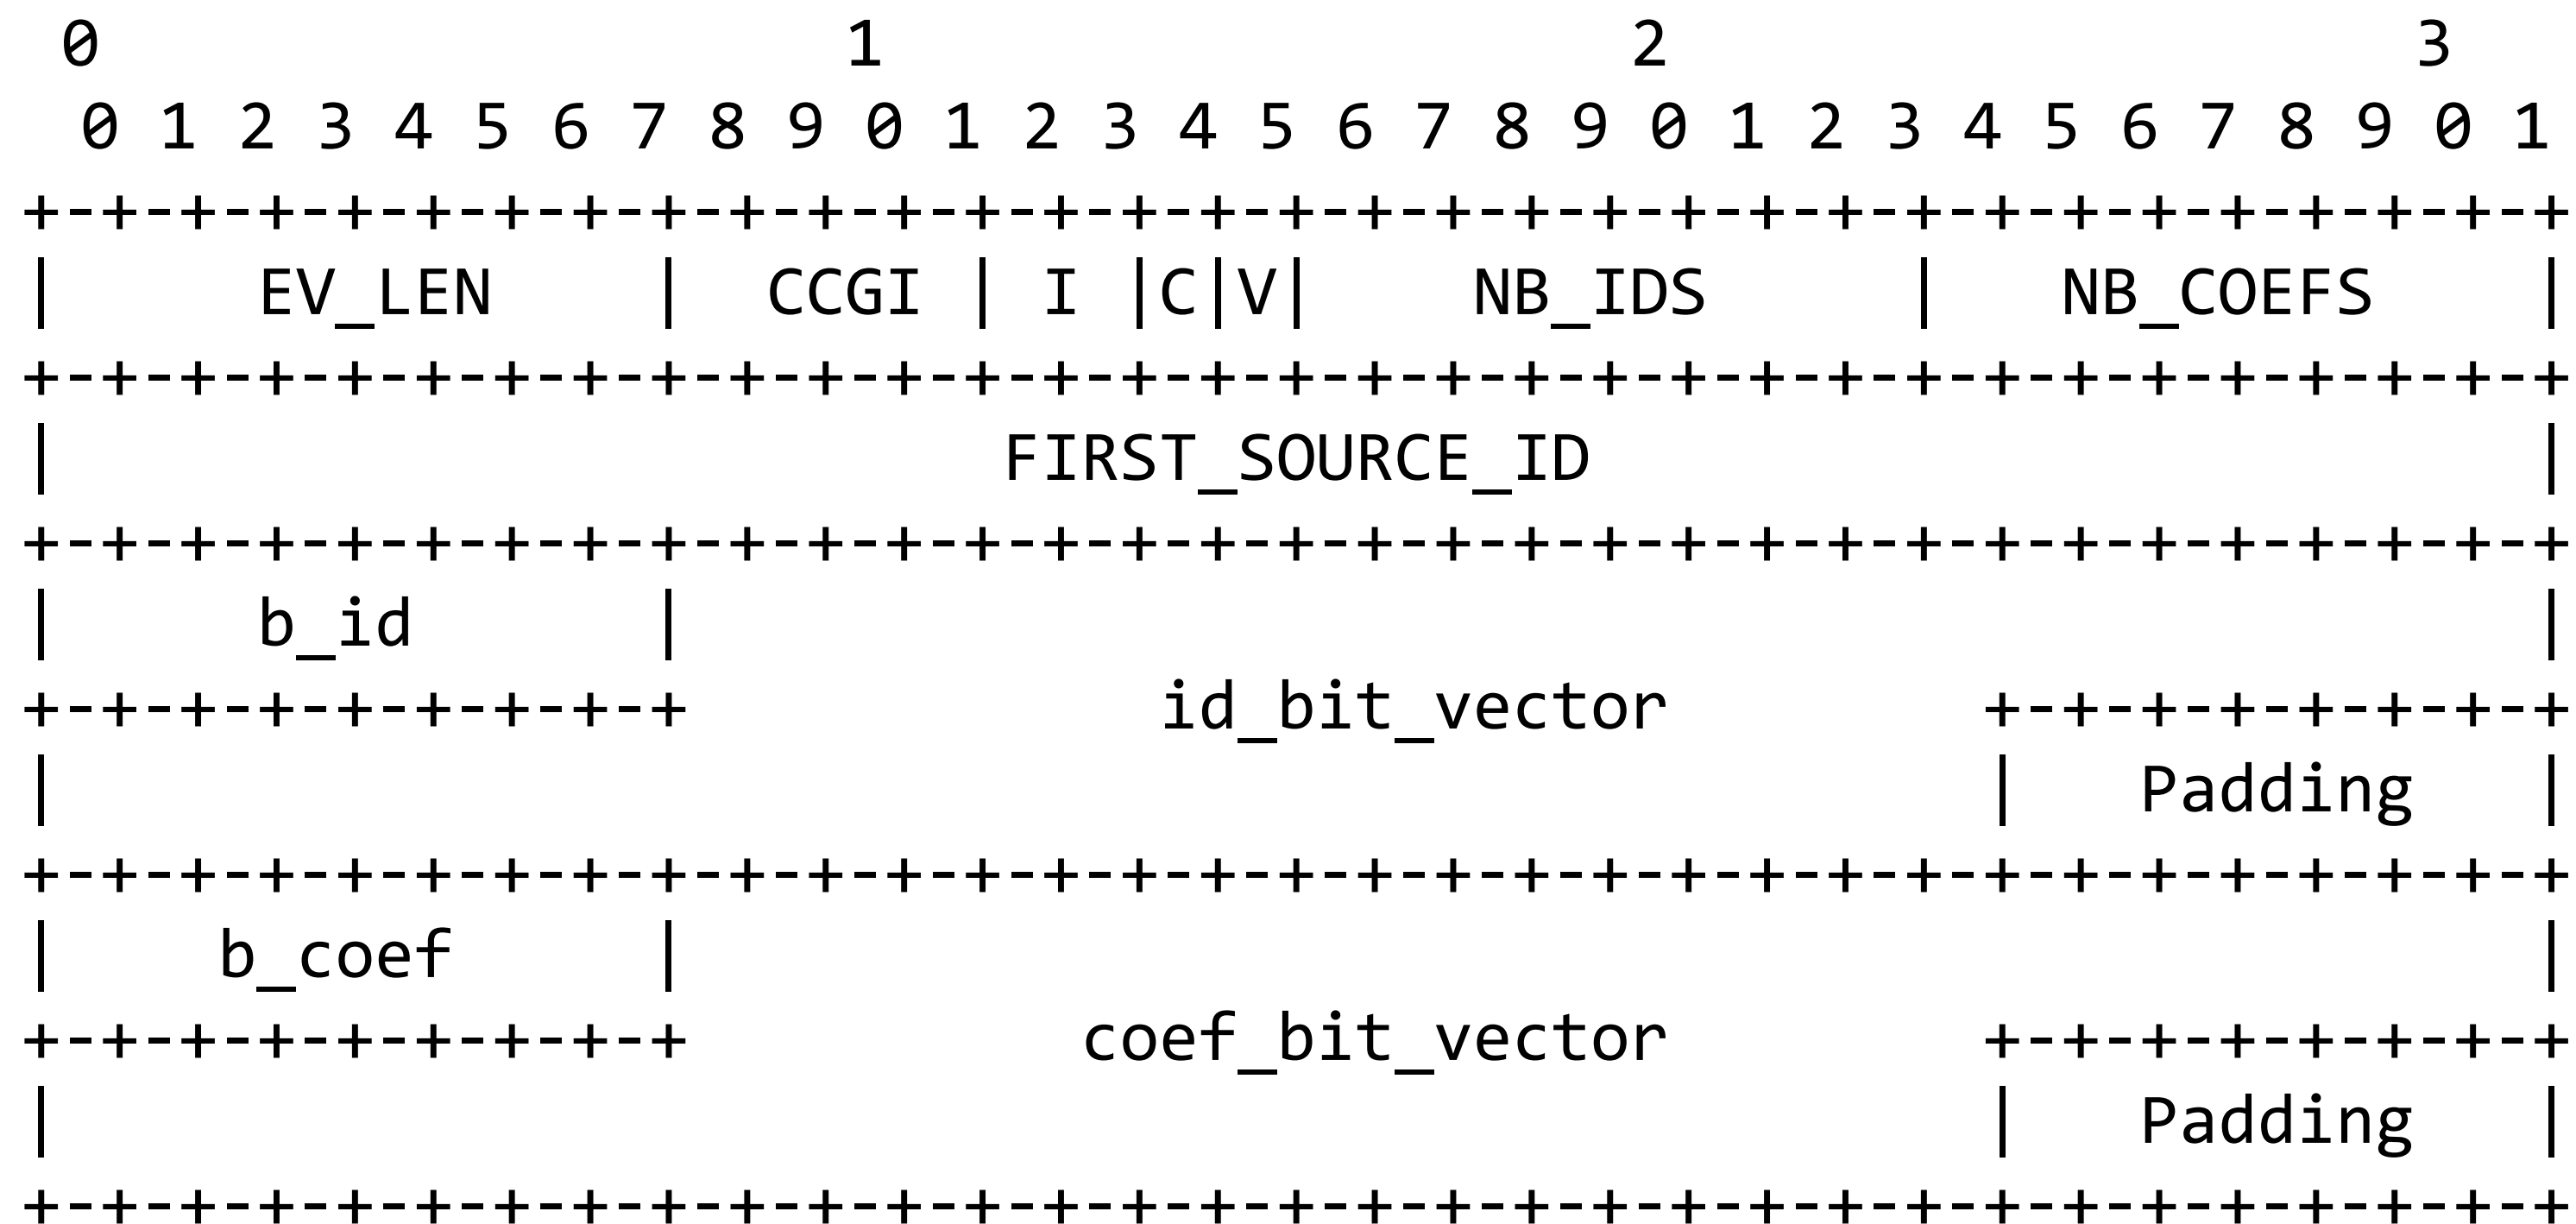 0                   1                   2                   3
 0 1 2 3 4 5 6 7 8 9 0 1 2 3 4 5 6 7 8 9 0 1 2 3 4 5 6 7 8 9 0 1
+-+-+-+-+-+-+-+-+-+-+-+-+-+-+-+-+-+-+-+-+-+-+-+-+-+-+-+-+-+-+-+-+
|     EV_LEN    |  CCGI | I |C|V|    NB_IDS     |   NB_COEFS    |
+-+-+-+-+-+-+-+-+-+-+-+-+-+-+-+-+-+-+-+-+-+-+-+-+-+-+-+-+-+-+-+-+
|                        FIRST_SOURCE_ID                        |
+-+-+-+-+-+-+-+-+-+-+-+-+-+-+-+-+-+-+-+-+-+-+-+-+-+-+-+-+-+-+-+-+
|     b_id      |                                               |
+-+-+-+-+-+-+-+-+            id_bit_vector        +-+-+-+-+-+-+-+
|                                                 |   Padding   |
+-+-+-+-+-+-+-+-+-+-+-+-+-+-+-+-+-+-+-+-+-+-+-+-+-+-+-+-+-+-+-+-+
|    b_coef     |                                               |
+-+-+-+-+-+-+-+-+          coef_bit_vector        +-+-+-+-+-+-+-+
|                                                 |   Padding   |
+-+-+-+-+-+-+-+-+-+-+-+-+-+-+-+-+-+-+-+-+-+-+-+-+-+-+-+-+-+-+-+-+